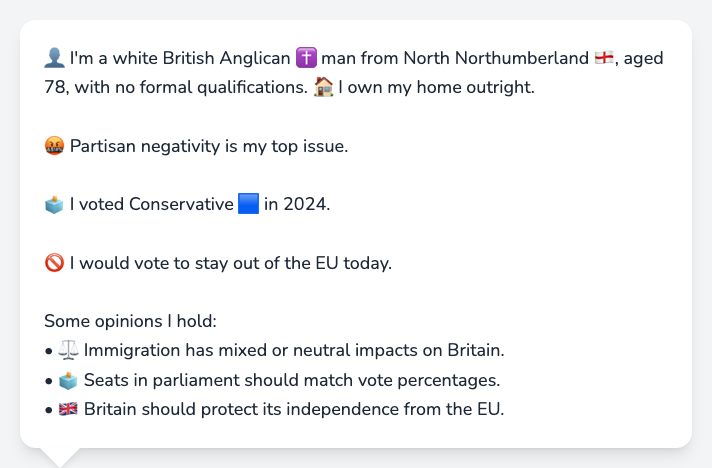 👤 I'm a white British Anglican ✝️ man from North Northumberland 🏴󠁧󠁢󠁥󠁮󠁧󠁿, aged
78, with no formal qualifications. 🏠 I own my home outright.
🤬 Partisan negativity is my top issue.
🗳️ I voted Conservative 🟦 in 2024.
🚫 I would vote to stay out of the EU today.
Some opinions I hold:
• ⚖️ Immigration has mixed or neutral impacts on Britain.
• 🗳️ Seats in parliament should match vote percentages.
• 🇬🇧 Britain should protect its independence from the EU.